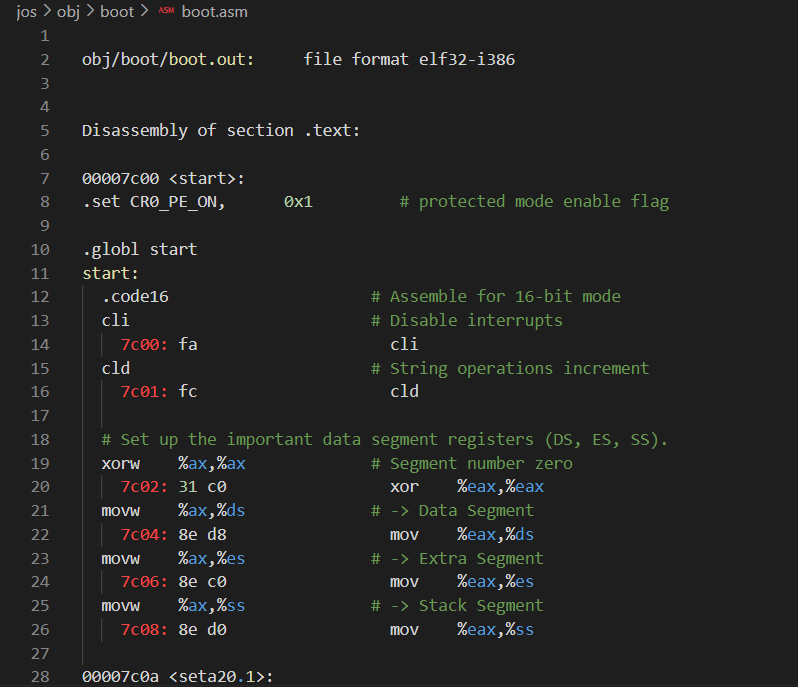 jos > obj > boot > ASM boot.asm
1
2 obj/boot/boot.out:     file format elf32-i386
3
4
5 Disassembly of section .text:
6
7 00007c00 <start>:
8 .set CR0_PE_ON,      0x1         # protected mode enable flag
9
10 .globl start
11 start:
12   .code16                     # Assemble for 16-bit mode
13   cli                         # Disable interrupts
14     7c00: fa                    cli
15   cld                         # String operations increment
16     7c01: fc                    cld
17
18   # Set up the important data segment registers (DS, ES, SS).
19   xorw    %ax,%ax             # Segment number zero
20     7c02: 31 c0                 xor    %eax,%eax
21   movw    %ax,%ds             # -> Data Segment
22     7c04: 8e d8                 mov    %eax,%ds
23   movw    %ax,%es             # -> Extra Segment
24     7c06: 8e c0                 mov    %eax,%es
25   movw    %ax,%ss             # -> Stack Segment
26     7c08: 8e d0                 mov    %eax,%ss
27
28 00007c0a <seta20.1>: